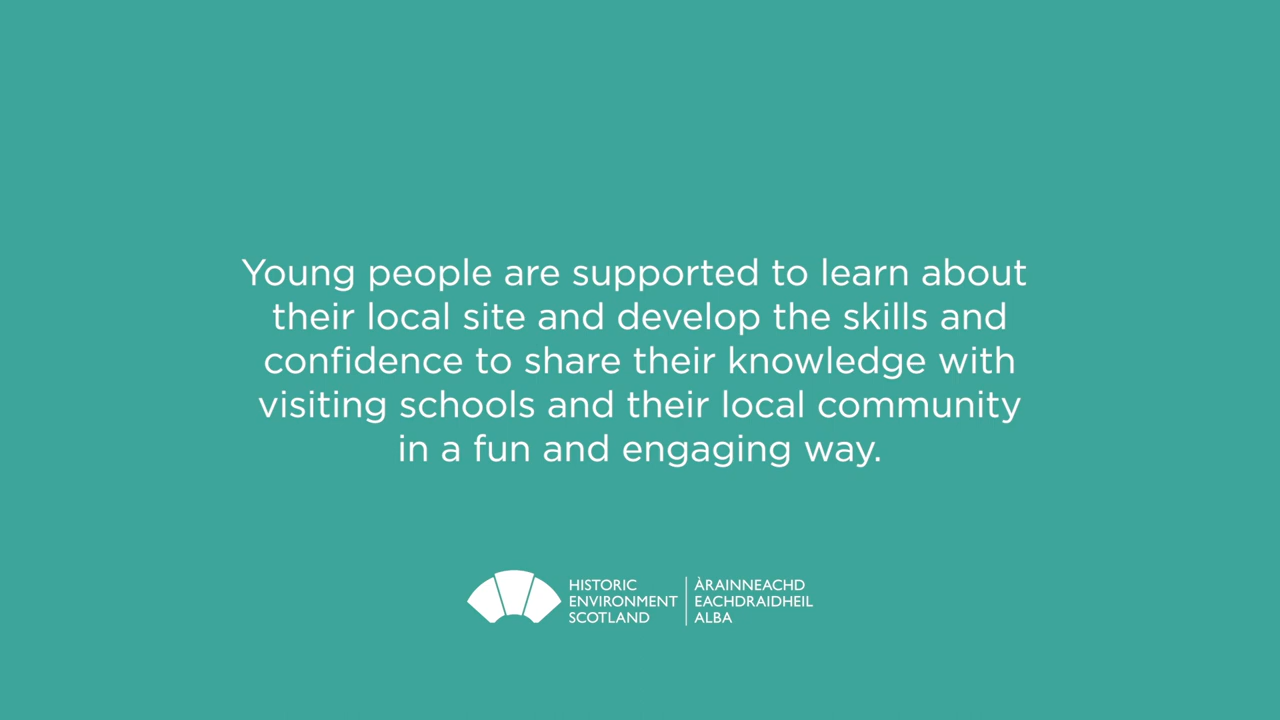 Young people are supported to learn about
their local site and develop the skills and
confidence to share their knowledge with
visiting schools and their local community
in a fun and engaging way.
HISTORIC
ENVIRONMENT
SCOTLAND
ÀRAINNEACHD
EACHDRAIDHEIL
ALBA